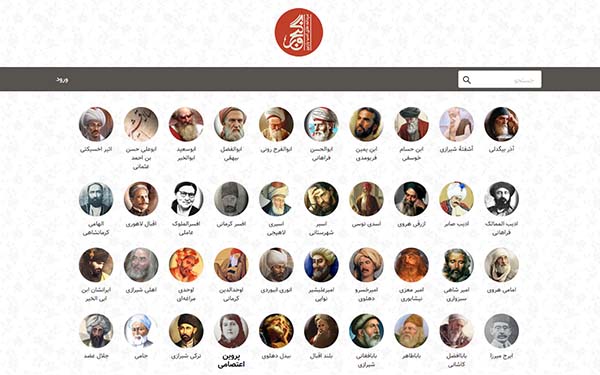 گنجور
ورود
جستجو
آذر بیگدلی
آشفتهٔ شیرازی
ابن حسام
خوسفی
ابن یمین
فریومدی
ابوالحسن
فراهانی
ابوالفرج رونی
ابوالفضل
بیهقی
ابوسعید
ابوالخیر
ابوعلی حسن
بن احمد
عثمانی
اثیر اخسیکتی
ادیب الممالک
فراهانی
ادیب صابر
ازرقی هروی
اسدی توسی
اسیر
شهرستانی
اسیری
لاهیجی
افسر کرمانی
افسرالملوک
عاملی
اقبال لاهوری
الهامی
کرمانشاهی
امامی هروی
امیر شاهی
سبزواری
امیر معزی
نیشابوری
امیرخسرو
دهلوی
امیرعلیشیر
نوایی
انوری ابیوردی
اوحدالدین
کرمانی
اوحدی
مراغه‌ای
اهلی شیرازی
ایرانشان ابن
ابی الخیر
ایرج میرزا
بابافضل
کاشانی
باباطاهر
بابافغانی
شیرازی
بلند اقبال
بیدل دهلوی
پروین
اعتصامی
ترکی شیرازی
جامی
جلال عضد